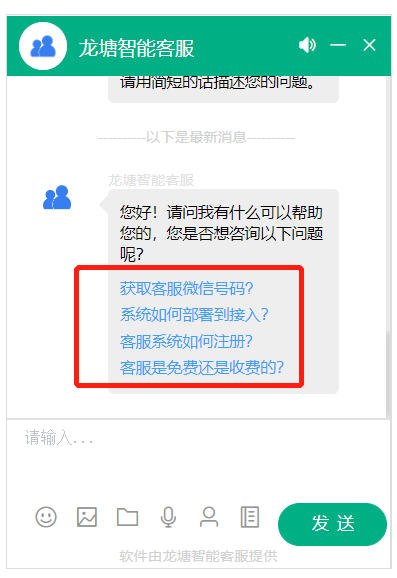 龙塘智能客服
请用简短的话描述您的问题。
----------以下是最新消息----------
龙塘智能客服
您好！请问我有什么可以帮助
您的，您是否想咨询以下问题
呢？
获取客服微信号码？
系统如何部署到接入？
客服系统如何注册？
客服是免费还是收费的？
请输入...
发 送
软件由龙塘智能客服提供